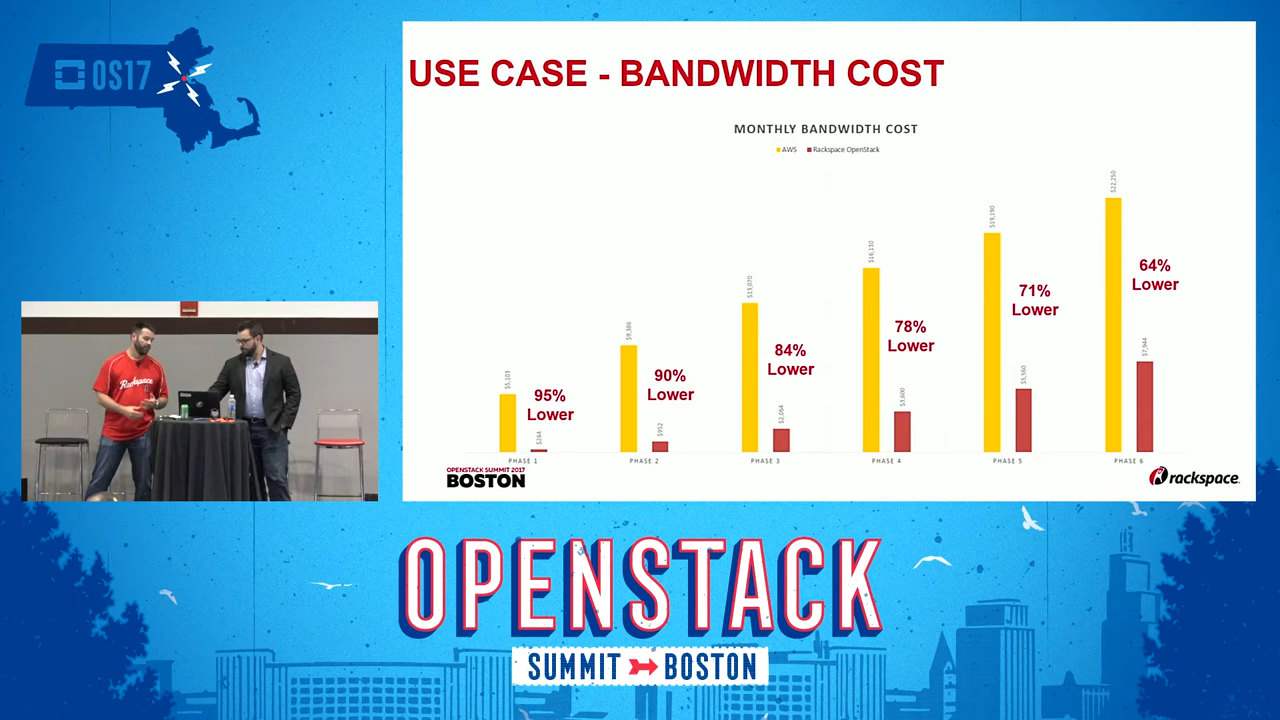 OS17
USE CASE - BANDWIDTH COST
MONTHLY BANDWIDTH COST
AWS Rackspace OpenStack
$5,103
$264
95%
Lower
$9,386
$952
90%
Lower
$13,070
$2,064
84%
Lower
$16,130
$3,600
78%
Lower
$19,190
$5,560
71%
Lower
$22,250
$7,944
64%
Lower
PHASE 1 PHASE 2 PHASE 3 PHASE 4 PHASE 5 PHASE 6
OPENSTACK SUMMIT 2017
BOSTON
rackspace
Rackspace
OPENSTACK
SUMMIT BOSTON